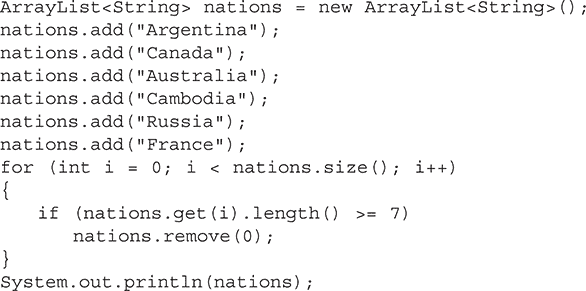 ArrayList<String> nations = new ArrayList<String>();
nations.add("Argentina");
nations.add("Canada");
nations.add("Australia");
nations.add("Cambodia");
nations.add("Russia");
nations.add("France");
for (int i = 0; i < nations.size(); i++)
{
   if (nations.get(i).length() >= 7)
      nations.remove(0);
}
System.out.println(nations);